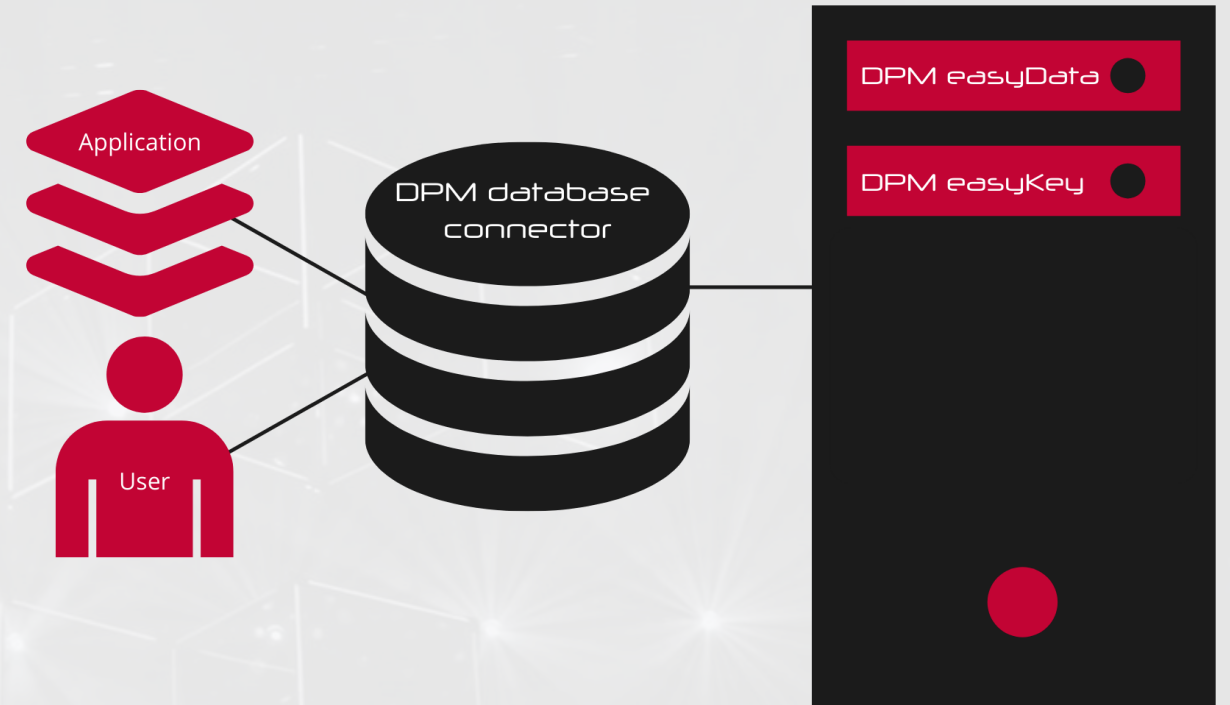 Application
User
DPM database
connector
DPM easyData
DPM easyKey